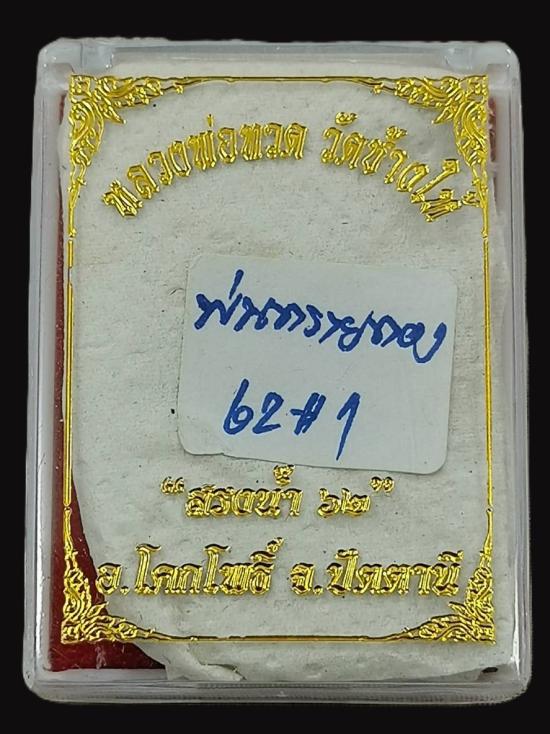 หลวงพ่อทวด วัดช้างให้
พ่นทรายทอง
62#1
“สรงน้ำ ๖๒”
อ.โคกโพธิ์ จ.ปัตตานี